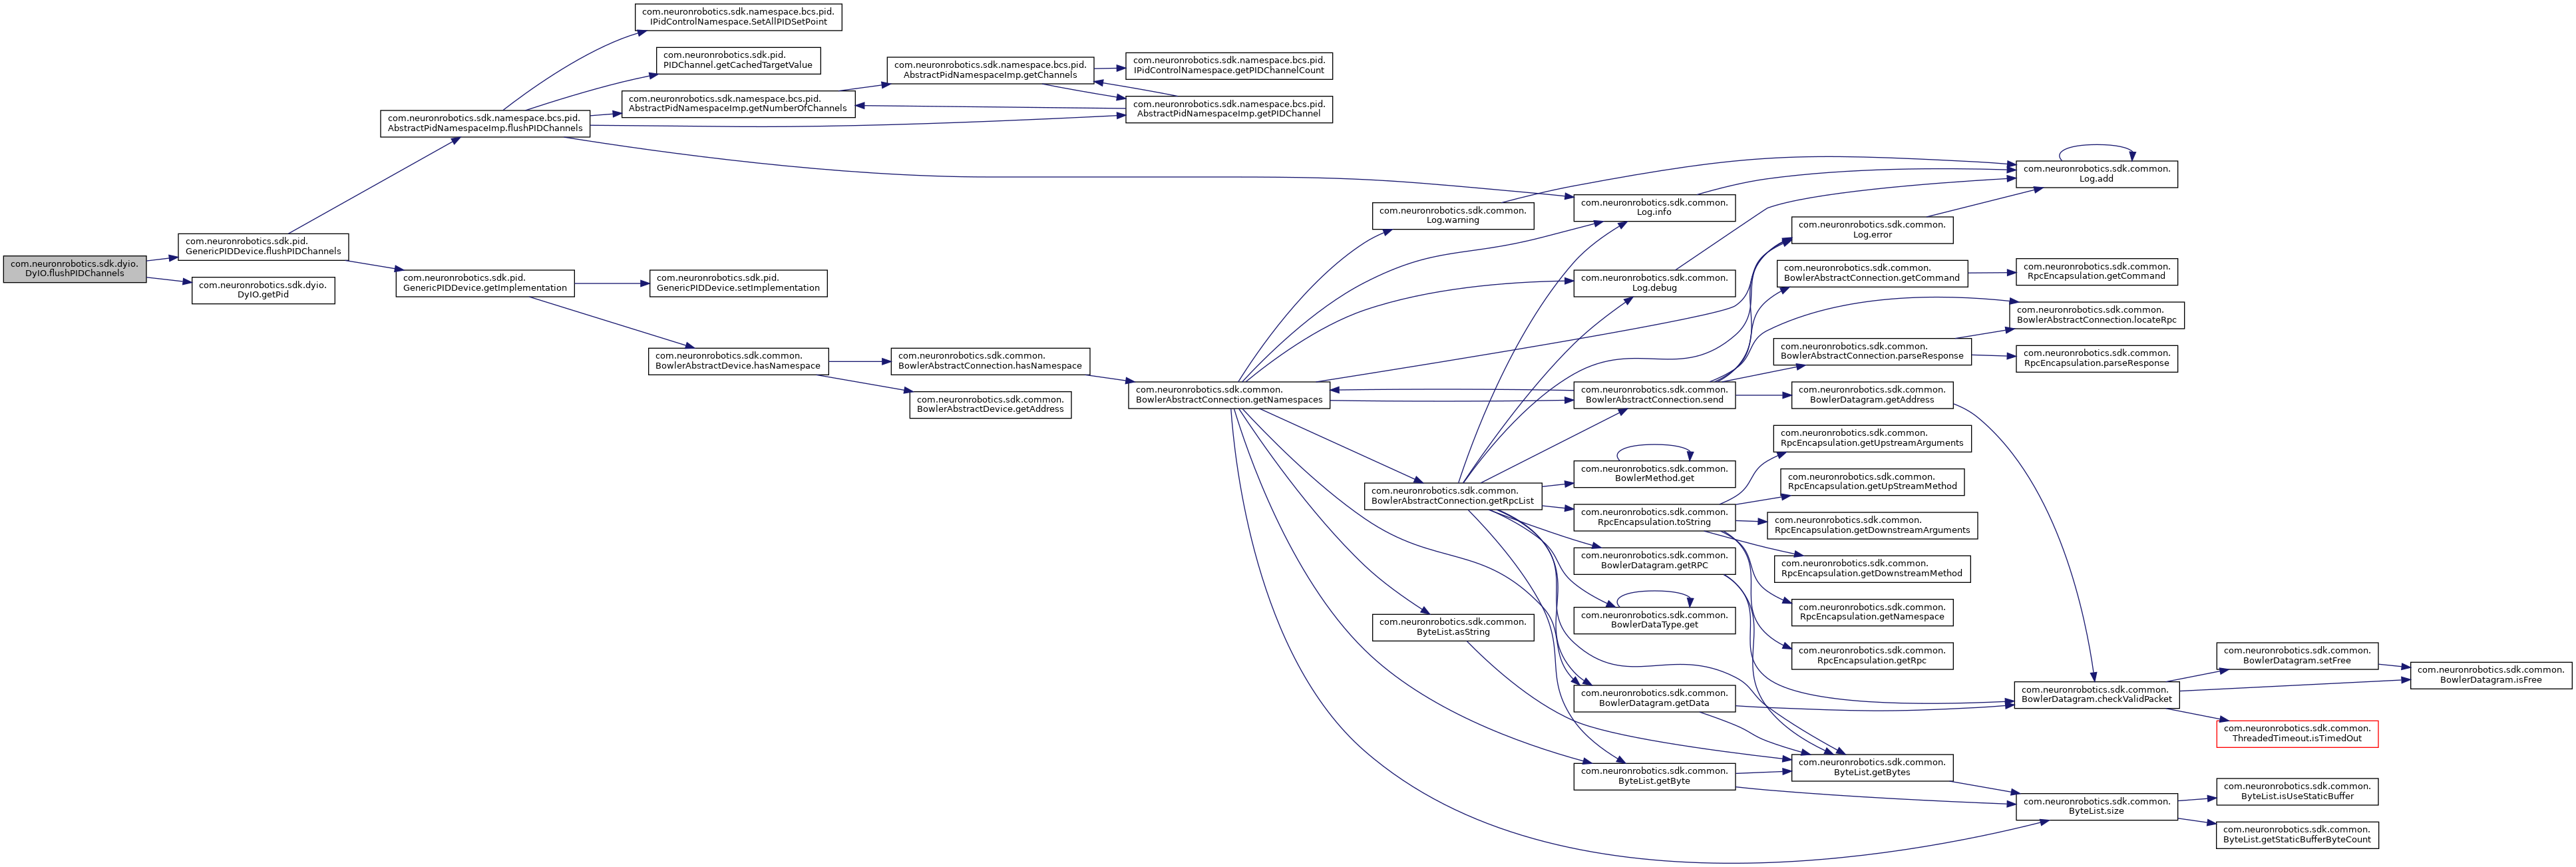 com.neuronrobotics.sdk.dyio.
DyIO.flushPIDChannels
com.neuronrobotics.sdk.pid.
GenericPIDDevice.flushPIDChannels
com.neuronrobotics.sdk.dyio.
DyIO.getPid
com.neuronrobotics.sdk.namespace.bcs.pid.
AbstractPidNamespaceImp.flushPIDChannels
com.neuronrobotics.sdk.pid.
GenericPIDDevice.getImplementation
com.neuronrobotics.sdk.namespace.bcs.pid.
IPidControlNamespace.SetAllPIDSetPoint
com.neuronrobotics.sdk.pid.
PIDChannel.getCachedTargetValue
com.neuronrobotics.sdk.namespace.bcs.pid.
AbstractPidNamespaceImp.getNumberOfChannels
com.neuronrobotics.sdk.pid.
GenericPIDDevice.setImplementation
com.neuronrobotics.sdk.common.
BowlerAbstractDevice.hasNamespace
com.neuronrobotics.sdk.namespace.bcs.pid.
AbstractPidNamespaceImp.getChannels
com.neuronrobotics.sdk.common.
BowlerAbstractConnection.hasNamespace
com.neuronrobotics.sdk.common.
BowlerAbstractDevice.getAddress
com.neuronrobotics.sdk.namespace.bcs.pid.
IPidControlNamespace.getPIDChannelCount
com.neuronrobotics.sdk.namespace.bcs.pid.
AbstractPidNamespaceImp.getPIDChannel
com.neuronrobotics.sdk.common.
BowlerAbstractConnection.getNamespaces
com.neuronrobotics.sdk.common.
Log.warning
com.neuronrobotics.sdk.common.
BowlerAbstractConnection.getRpcList
com.neuronrobotics.sdk.common.
ByteList.asString
com.neuronrobotics.sdk.common.
Log.info
com.neuronrobotics.sdk.common.
Log.debug
com.neuronrobotics.sdk.common.
BowlerAbstractConnection.send
com.neuronrobotics.sdk.common.
BowlerMethod.get
com.neuronrobotics.sdk.common.
RpcEncapsulation.toString
com.neuronrobotics.sdk.common.
BowlerDatagram.getRPC
com.neuronrobotics.sdk.common.
BowlerDataType.get
com.neuronrobotics.sdk.common.
BowlerDatagram.getData
com.neuronrobotics.sdk.common.
ByteList.getByte
com.neuronrobotics.sdk.common.
Log.error
com.neuronrobotics.sdk.common.
BowlerAbstractConnection.getCommand
com.neuronrobotics.sdk.common.
BowlerAbstractConnection.parseResponse
com.neuronrobotics.sdk.common.
BowlerDatagram.getAddress
com.neuronrobotics.sdk.common.
RpcEncapsulation.getUpstreamArguments
com.neuronrobotics.sdk.common.
RpcEncapsulation.getUpStreamMethod
com.neuronrobotics.sdk.common.
RpcEncapsulation.getDownstreamArguments
com.neuronrobotics.sdk.common.
RpcEncapsulation.getDownstreamMethod
com.neuronrobotics.sdk.common.
RpcEncapsulation.getNamespace
com.neuronrobotics.sdk.common.
RpcEncapsulation.getRpc
com.neuronrobotics.sdk.common.
ByteList.getBytes
com.neuronrobotics.sdk.common.
Log.add
com.neuronrobotics.sdk.common.
RpcEncapsulation.getCommand
com.neuronrobotics.sdk.common.
BowlerAbstractConnection.locateRpc
com.neuronrobotics.sdk.common.
RpcEncapsulation.parseResponse
com.neuronrobotics.sdk.common.
BowlerDatagram.checkValidPacket
com.neuronrobotics.sdk.common.
ByteList.size
com.neuronrobotics.sdk.common.
BowlerDatagram.setFree
com.neuronrobotics.sdk.common.
ThreadedTimeout.isTimedOut
com.neuronrobotics.sdk.common.
ByteList.isUseStaticBuffer
com.neuronrobotics.sdk.common.
ByteList.getStaticBufferByteCount
com.neuronrobotics.sdk.common.
BowlerDatagram.isFree